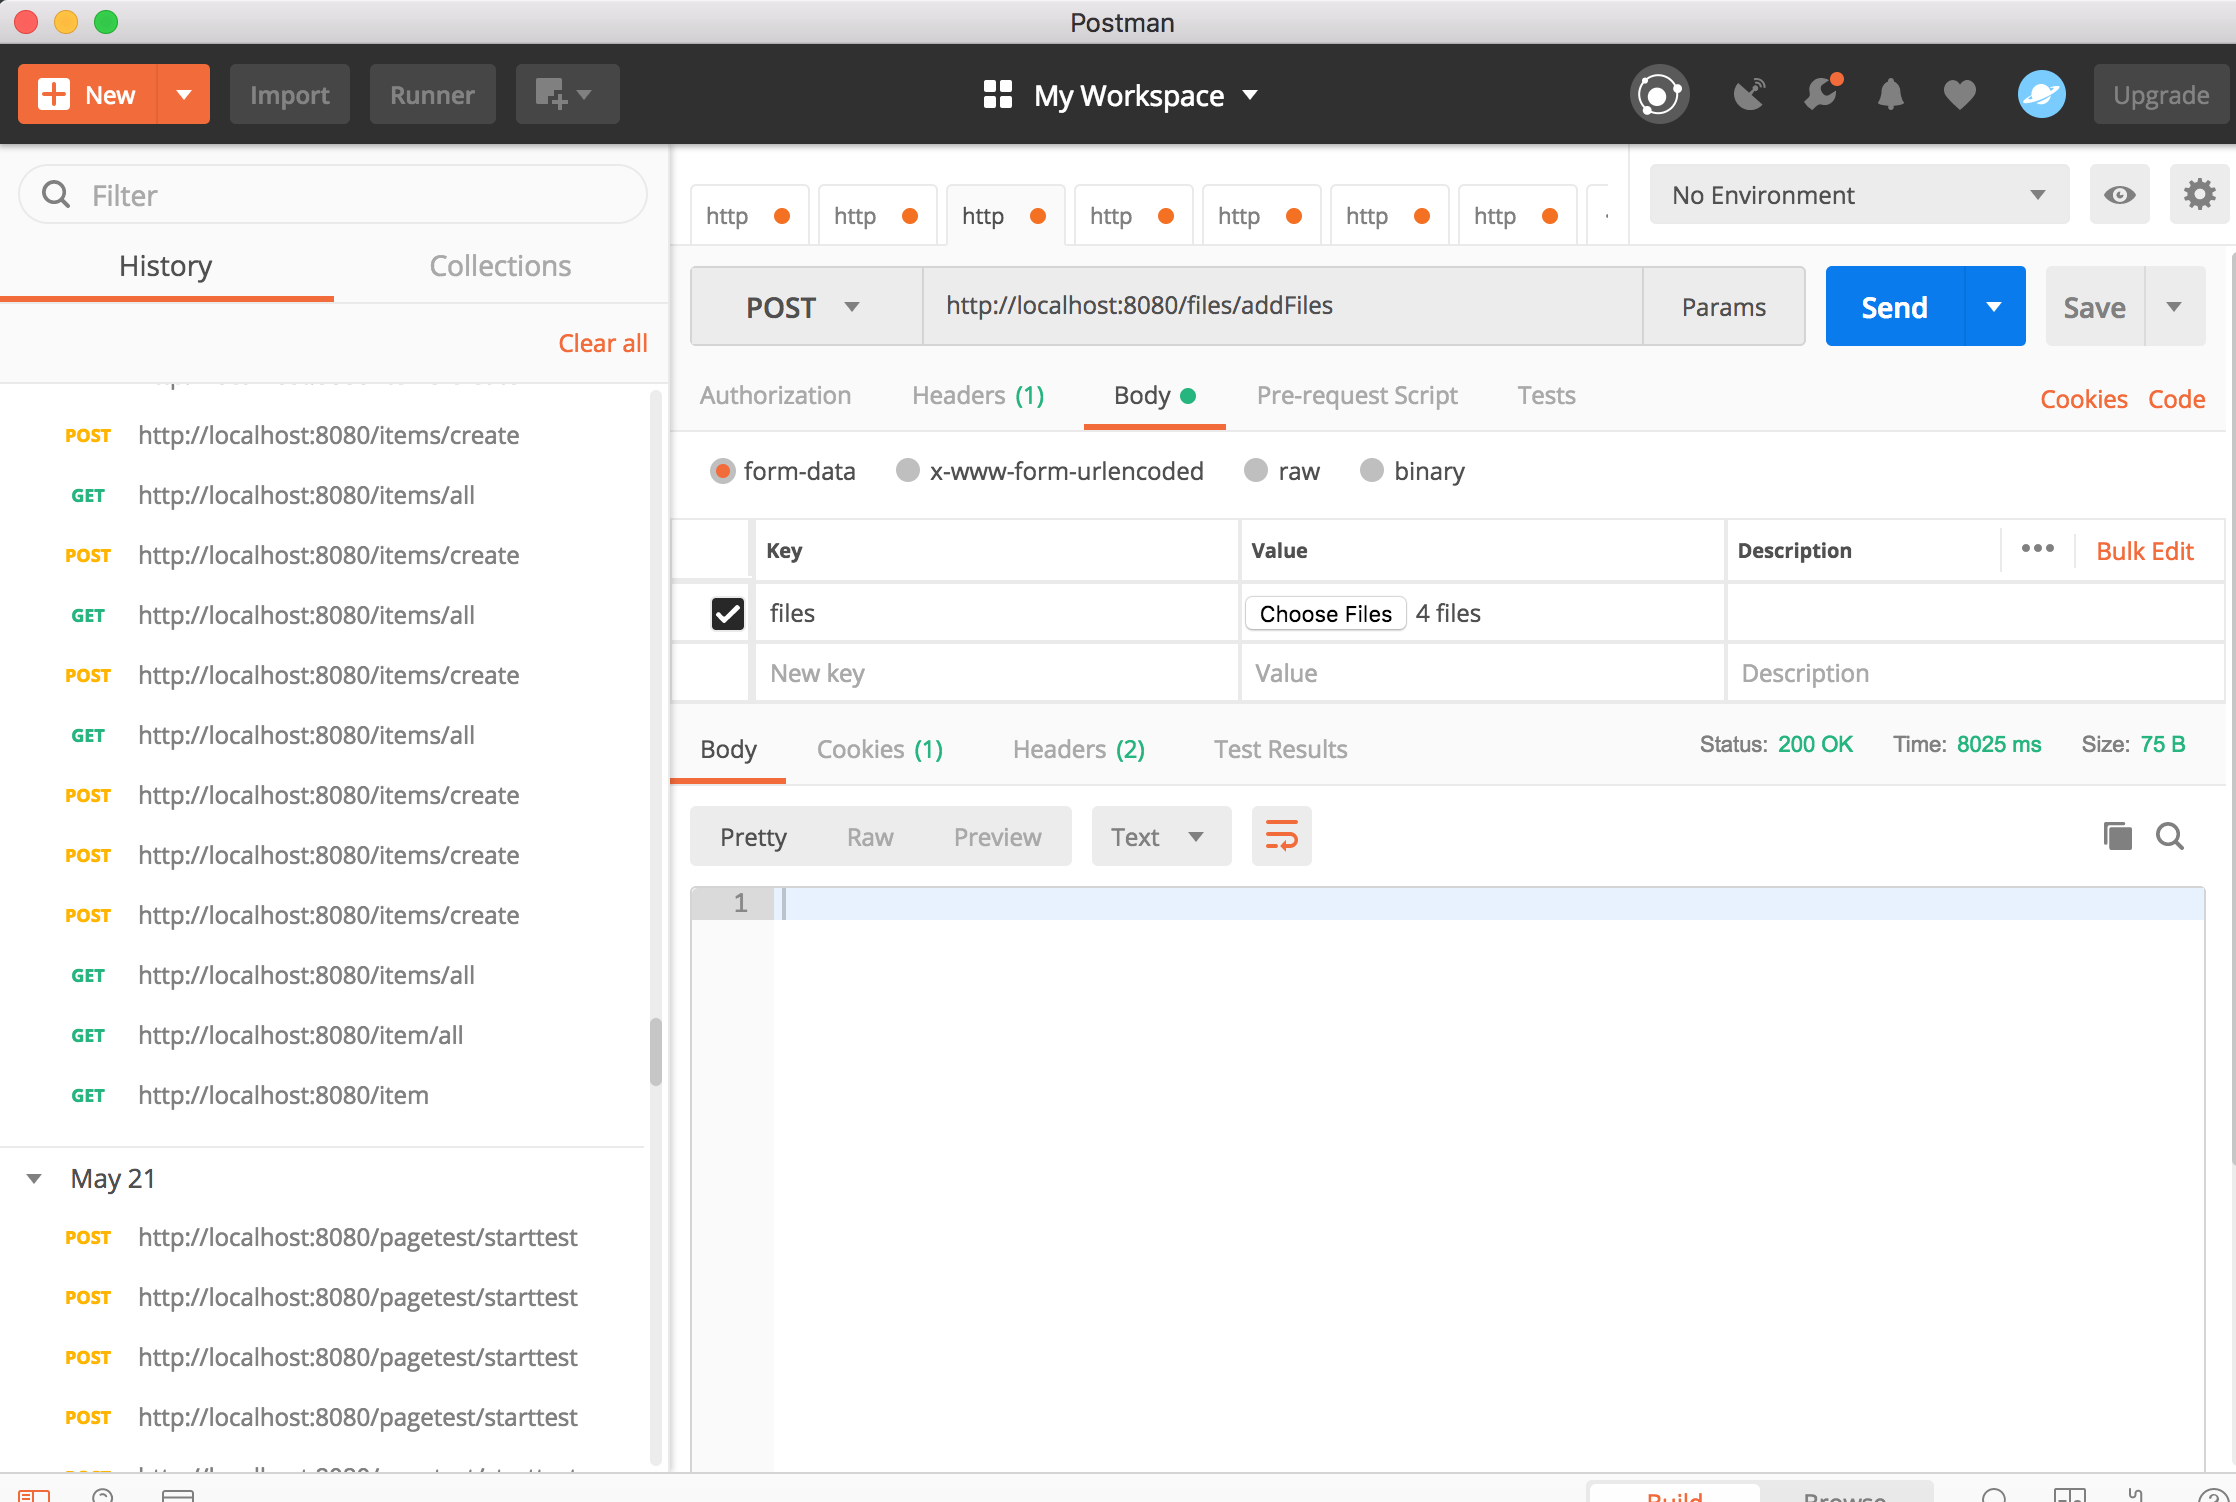 Postman
New
Import
Runner
My Workspace
Upgrade
Filter
History
Collections
Clear all
POST http://localhost:8080/items/create
GET http://localhost:8080/items/all
POST http://localhost:8080/items/create
GET http://localhost:8080/items/all
POST http://localhost:8080/items/create
GET http://localhost:8080/items/all
POST http://localhost:8080/items/create
POST http://localhost:8080/items/create
POST http://localhost:8080/items/create
GET http://localhost:8080/items/all
GET http://localhost:8080/item/all
GET http://localhost:8080/item
May 21
POST http://localhost:8080/pagetest/starttest
POST http://localhost:8080/pagetest/starttest
POST http://localhost:8080/pagetest/starttest
POST http://localhost:8080/pagetest/starttest
http http http http http http http
No Environment
POST http://localhost:8080/files/addFiles Params Send Save
Authorization Headers (1) Body Pre-request Script Tests Cookies Code
form-data x-www-form-urlencoded raw binary
Key Value Description ••• Bulk Edit
files Choose Files 4 files
New key Value Description
Body Cookies (1) Headers (2) Test Results Status: 200 OK Time: 8025 ms Size: 75 B
Pretty Raw Preview Text
1
Build Browse